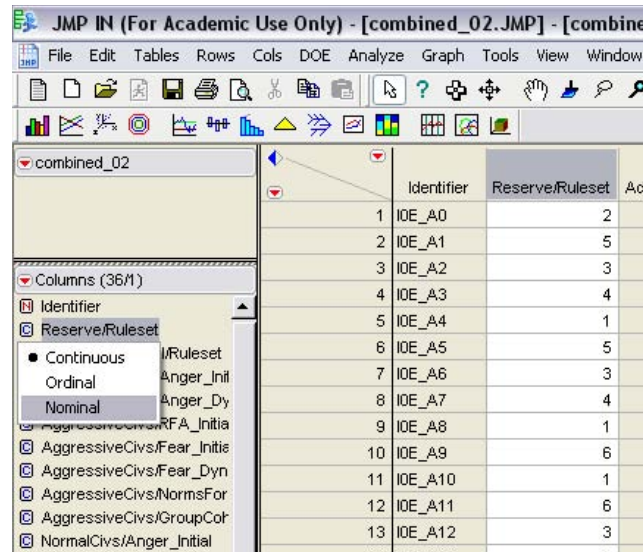 JMP IN (For Academic Use Only) - [combined_02.JMP] - [combine
File Edit Tables Rows Cols DOE Analyze Graph Tools View Window
combined_02
Columns (36/1)
N Identifier
C Reserve/Ruleset
Continuous
Ordinal
Nominal
l/Ruleset
Anger_Init
Anger_Dy
AggressiveCivs/RFA_Initia
C AggressiveCivs/Fear_Initia
C AggressiveCivs/Fear_Dyn
C AggressiveCivs/NormsFor
C AggressiveCivs/GroupCoh
C NormalCivs/Anger_Initial
Identifier Reserve/Ruleset Ac
1 I0E_A0 2
2 I0E_A1 5
3 I0E_A2 3
4 I0E_A3 4
5 I0E_A4 1
6 I0E_A5 5
7 I0E_A6 3
8 I0E_A7 4
9 I0E_A8 1
10 I0E_A9 6
11 I0E_A10 1
12 I0E_A11 6
13 I0E_A12 3